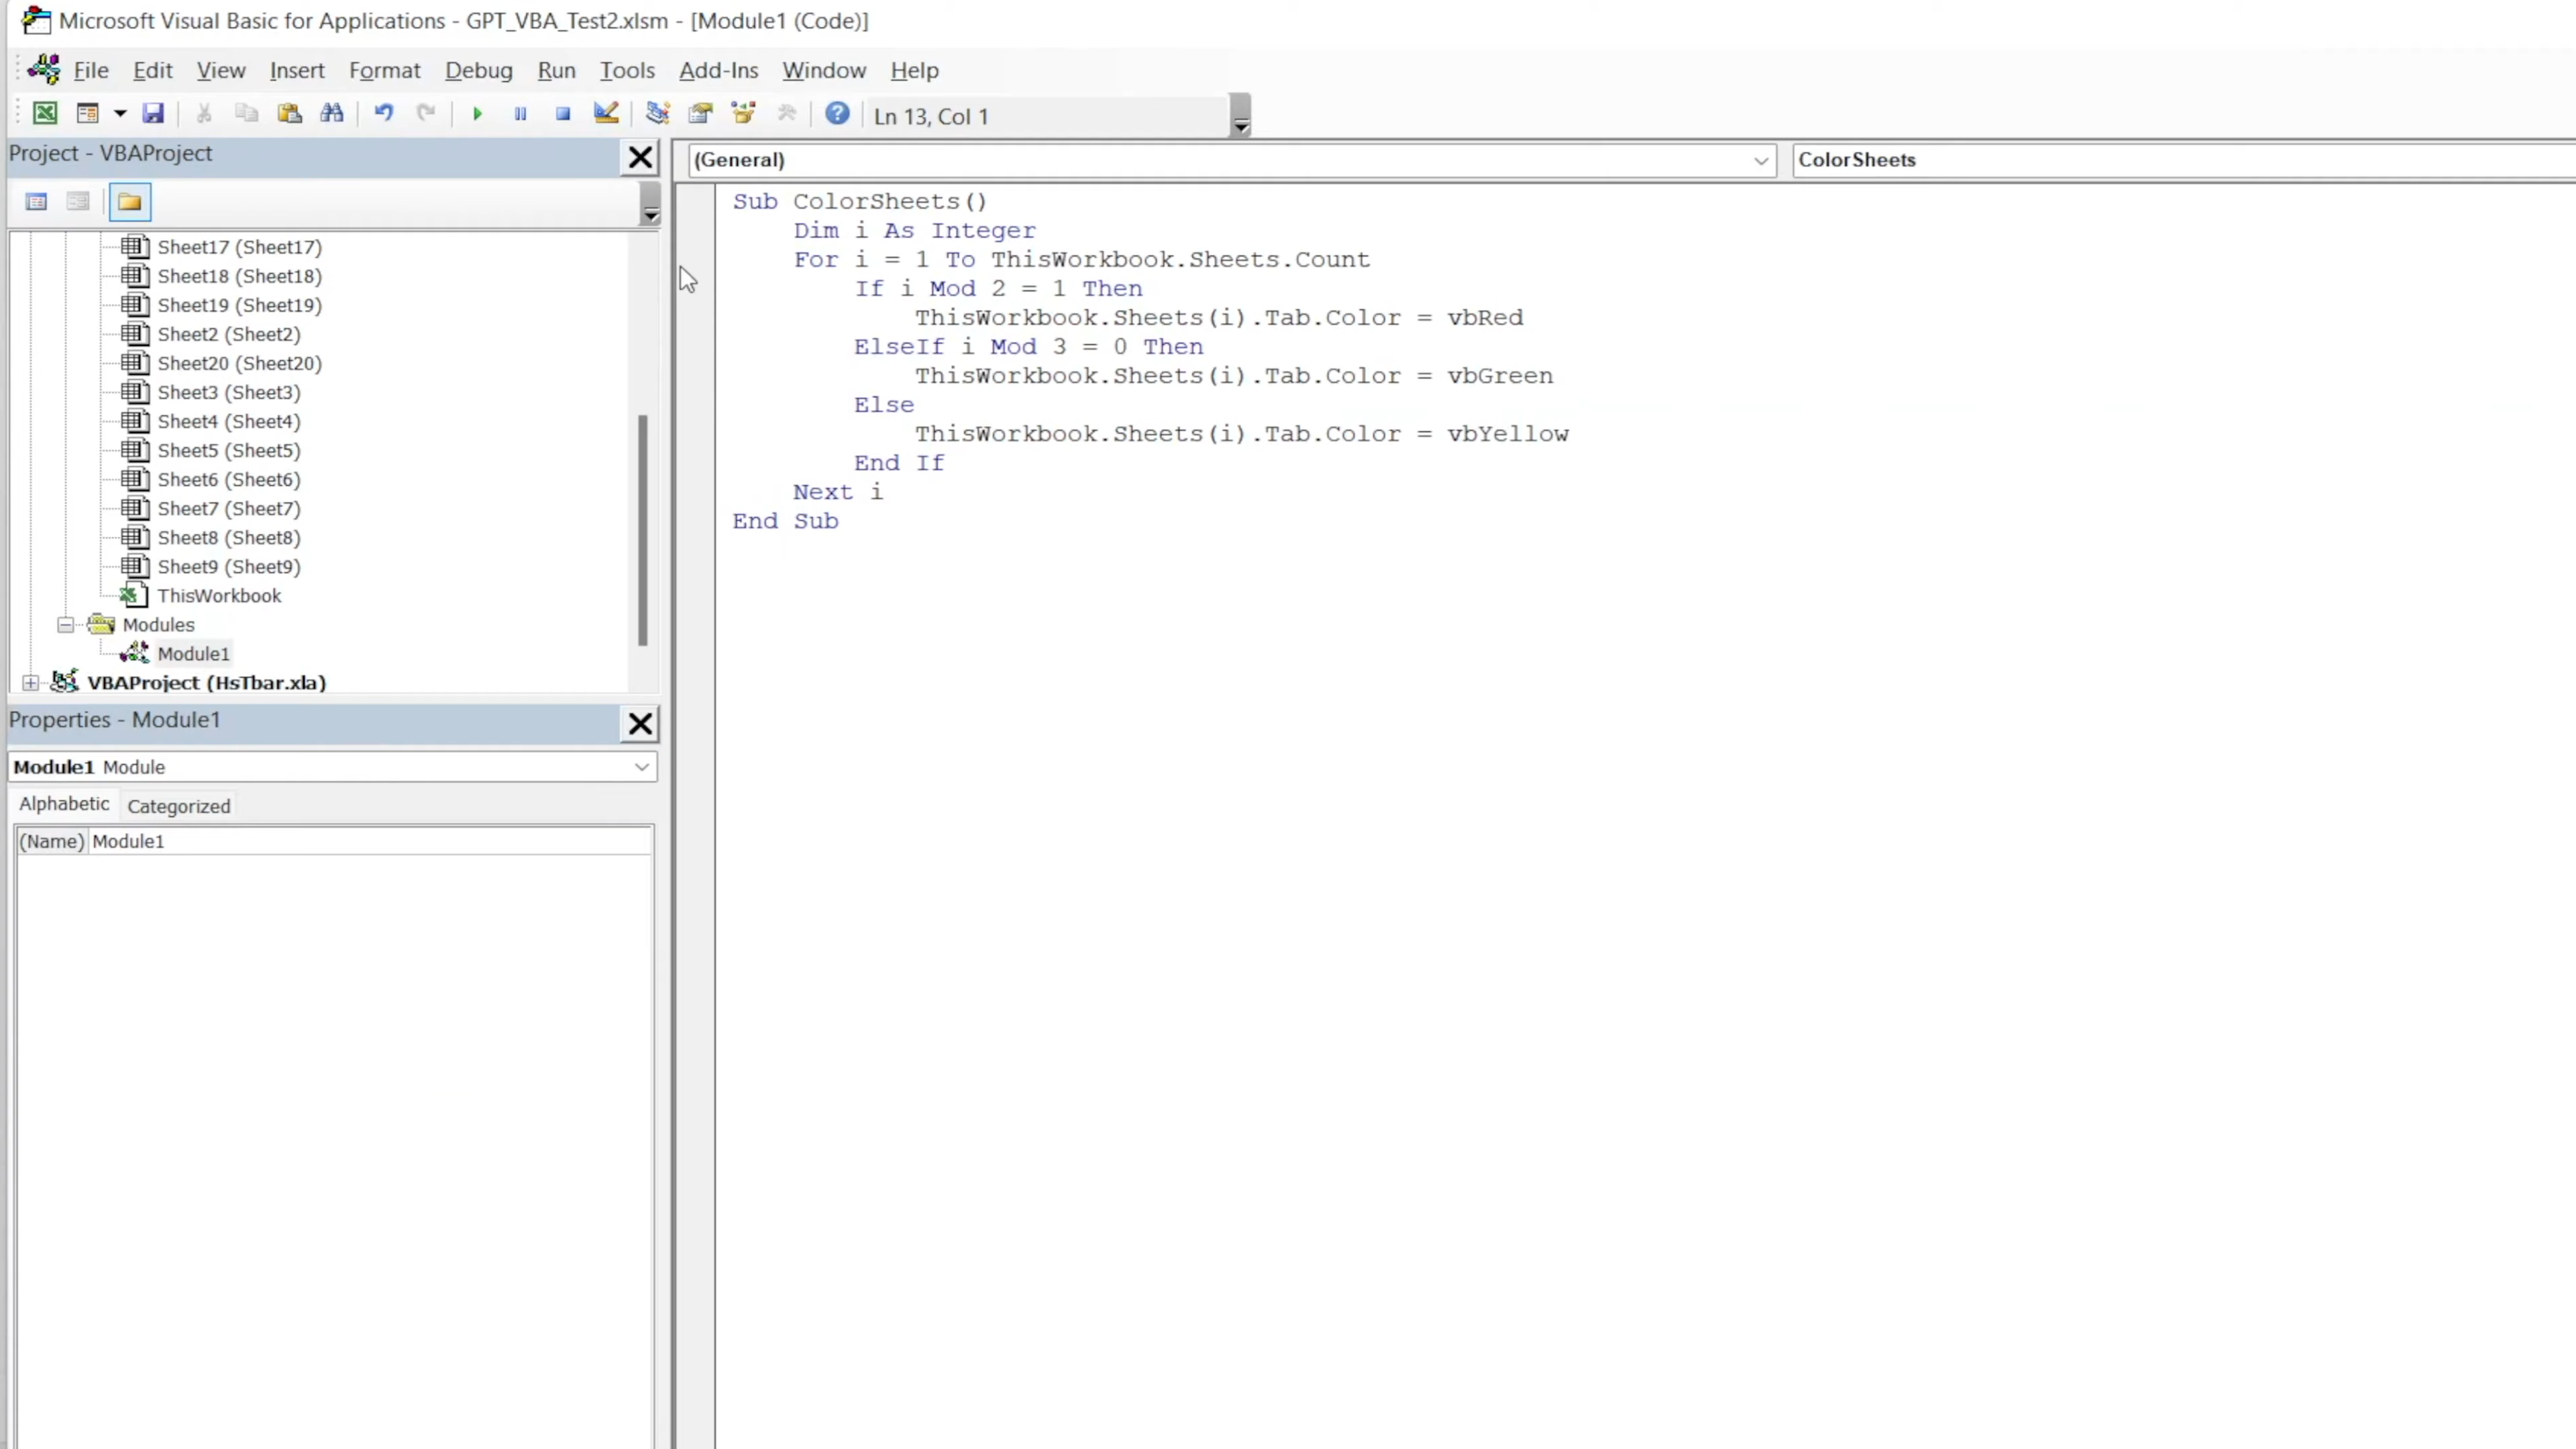 Microsoft Visual Basic for Applications - GPT_VBA_Test2.xlsm - [Module1 (Code)]
File Edit View Insert Format Debug Run Tools Add-Ins Window Help
Ln 13, Col 1
Project - VBAProject
Sheet17 (Sheet17)
Sheet18 (Sheet18)
Sheet19 (Sheet19)
Sheet2 (Sheet2)
Sheet20 (Sheet20)
Sheet3 (Sheet3)
Sheet4 (Sheet4)
Sheet5 (Sheet5)
Sheet6 (Sheet6)
Sheet7 (Sheet7)
Sheet8 (Sheet8)
Sheet9 (Sheet9)
ThisWorkbook
Modules
Module1
VBAProject (HsTbar.xla)
Properties - Module1
Module1 Module
Alphabetic Categorized
(Name) Module1
(General) ColorSheets
Sub ColorSheets()
    Dim i As Integer
    For i = 1 To ThisWorkbook.Sheets.Count
        If i Mod 2 = 1 Then
            ThisWorkbook.Sheets(i).Tab.Color = vbRed
        ElseIf i Mod 3 = 0 Then
            ThisWorkbook.Sheets(i).Tab.Color = vbGreen
        Else
            ThisWorkbook.Sheets(i).Tab.Color = vbYellow
        End If
    Next i
End Sub